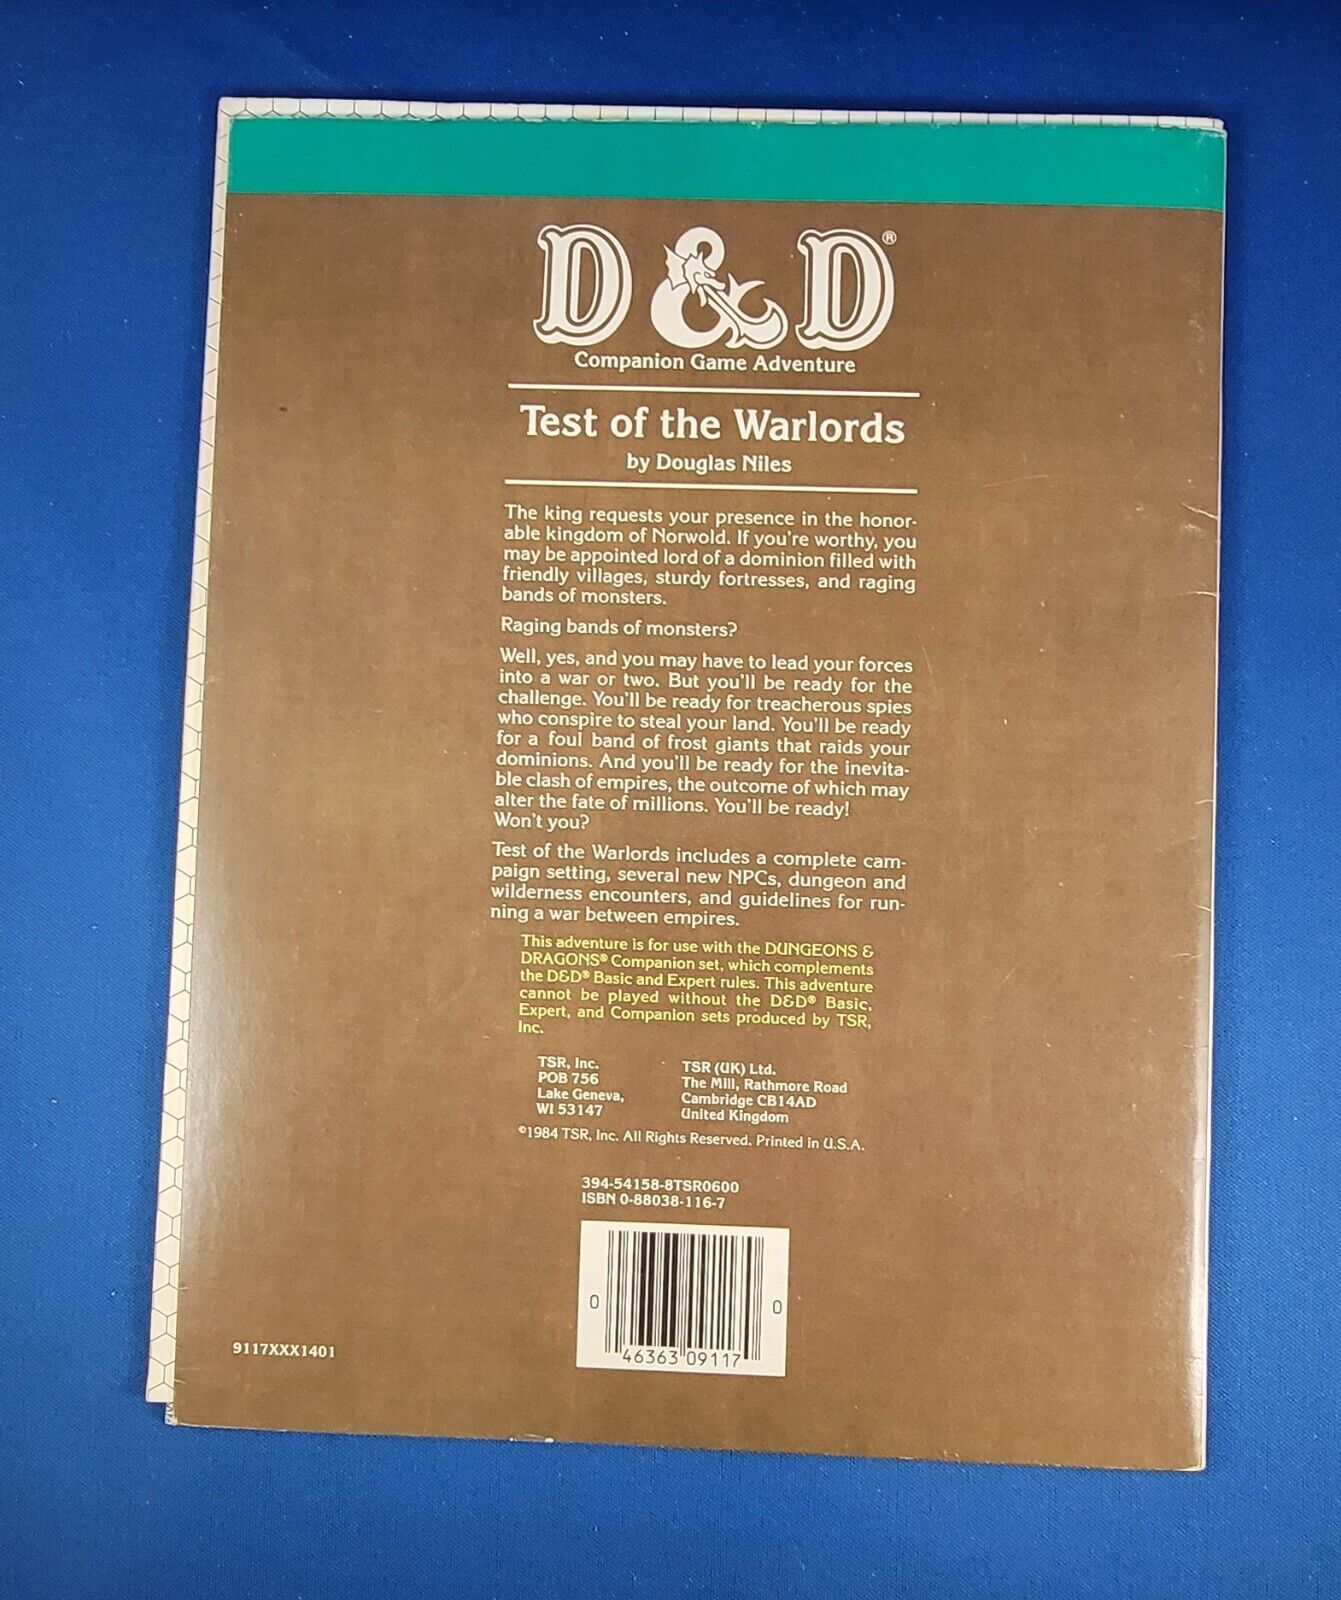 D&D®
Companion Game Adventure
Test of the Warlords
by Douglas Niles
The king requests your presence in the honor-
able kingdom of Norwold. If you're worthy, you
may be appointed lord of a dominion filled with
friendly villages, sturdy fortresses, and raging
bands of monsters.
Raging bands of monsters?
Well, yes, and you may have to lead your forces
into a war or two. But you'll be ready for the
challenge. You'll be ready for treacherous spies
who conspire to steal your land. You'll be ready
for a foul band of frost giants that raids your
dominions. And you'll be ready for the inevita-
ble clash of empires, the outcome of which may
alter the fate of millions. You'll be ready!
Won't you?
Test of the Warlords includes a complete cam-
paign setting, several new NPCs, dungeon and
wilderness encounters, and guidelines for run-
ning a war between empires.
This adventure is for use with the DUNGEONS &
DRAGONS® Companion set, which complements
the D&D® Basic and Expert rules. This adventure
cannot be played without the D&D® Basic,
Expert, and Companion sets produced by TSR,
Inc.
TSR, Inc.
POB 756
Lake Geneva,
WI 53147
TSR (UK) Ltd.
The Mill, Rathmore Road
Cambridge CB14AD
United Kingdom
©1984 TSR, Inc. All Rights Reserved. Printed in U.S.A.
394-54158-8TSR0600
ISBN 0-88038-116-7
0 46363 09117 0
9117XXX1401